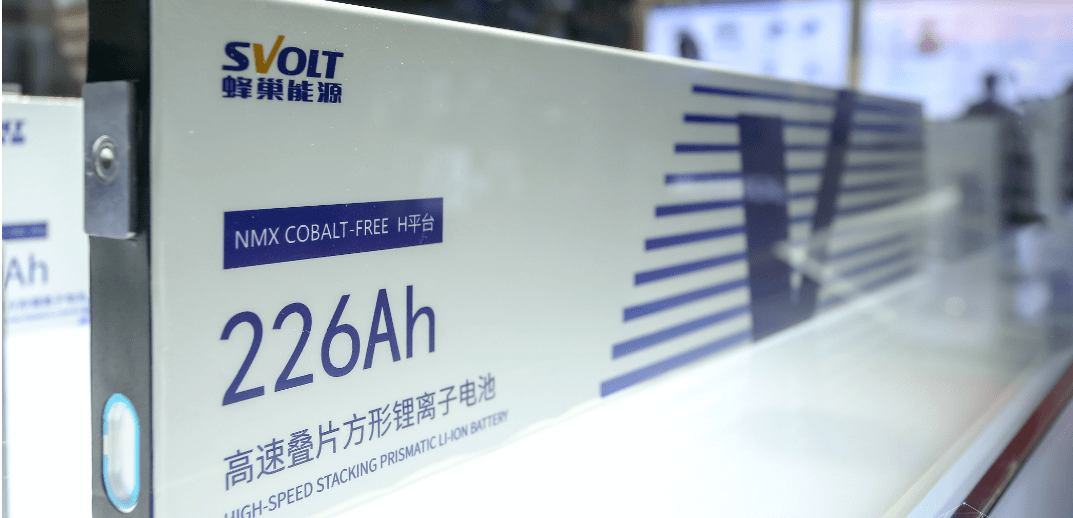 SVOLT
蜂巢能源
NMX COBALT-FREE H平台
226Ah
高速叠片方形锂离子电池
HIGH-SPEED STACKING PRISMATIC LI-ION BATTERY
Ah